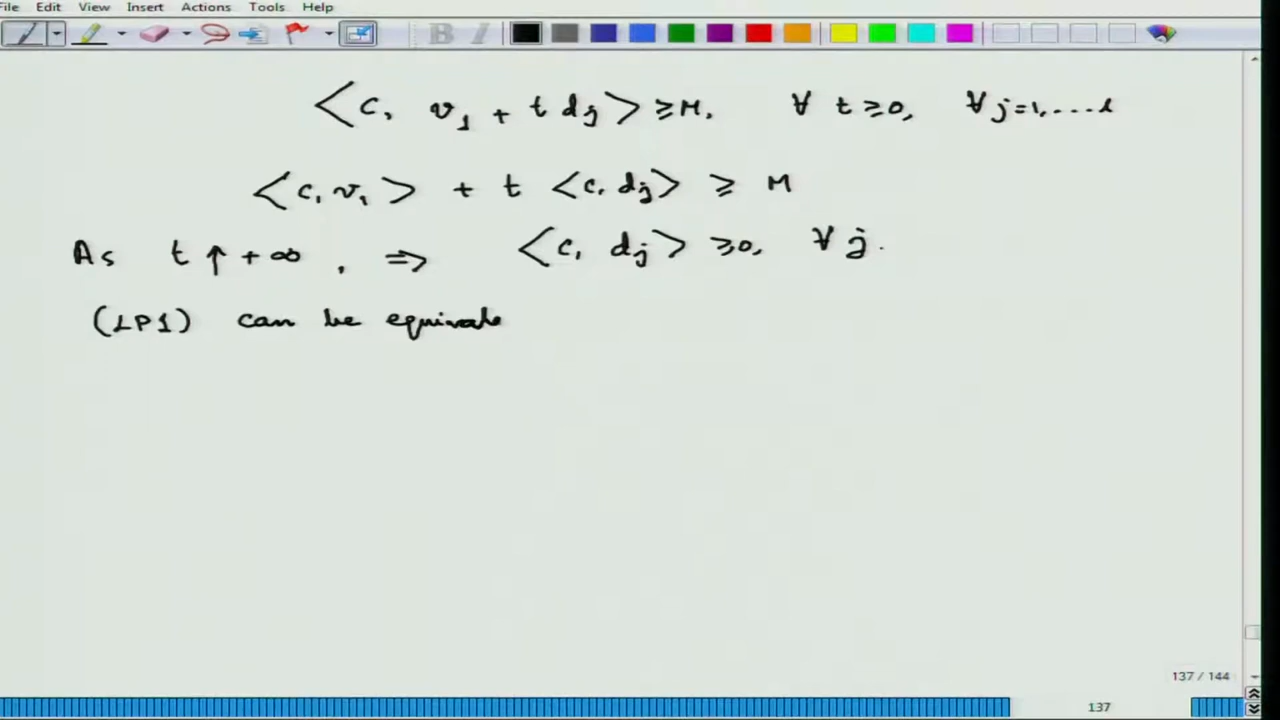 File Edit View Insert Actions Tools Help
B I
<c, v₁ + t dⱼ> ≥ M, ∀ t ≥ 0, ∀ j=1,...l
<c, v₁> + t <c, dⱼ> ≥ M
As t ↑ +∞, ⇒ <c, dⱼ> ≥ 0, ∀ j.
(LP1) can be equivale
137 / 144
137